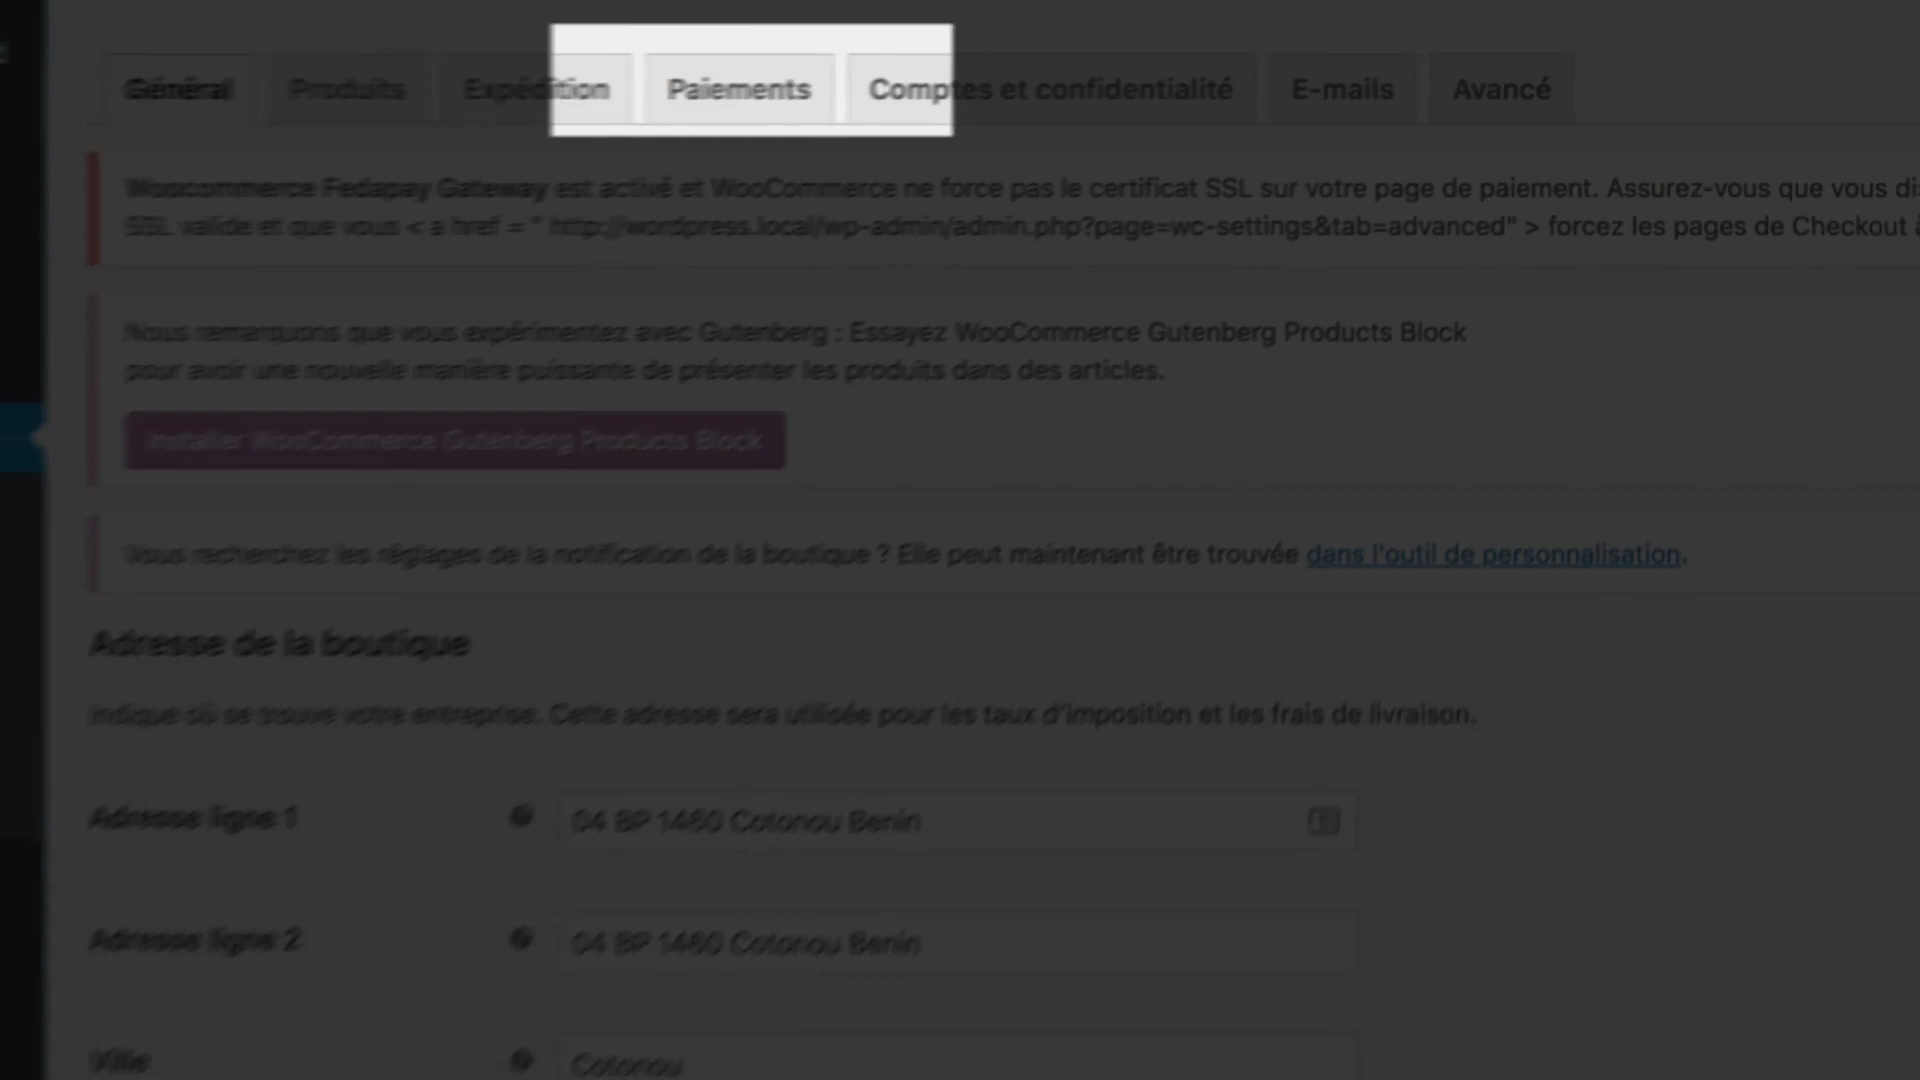 Général Produits Expédition Paiements Comptes et confidentialité E-mails Avancé
Woocommerce Fedapay Gateway est activé et WooCommerce ne force pas le certificat SSL sur votre page de paiement. Assurez-vous que vous
SSL valide et que vous < a href = " http://wordpress.local/wp-admin/admin.php?page=wc-settings&tab=advanced" > forcez les pages de Checkout
Nous remarquons que vous expérimentez avec Gutenberg : Essayez WooCommerce Gutenberg Products Block
pour avoir une nouvelle manière puissante de présenter les produits dans des articles.
Installer WooCommerce Gutenberg Products Block
Vous recherchez les réglages de la notification de la boutique ? Elle peut maintenant être trouvée dans l'outil de personnalisation.
Adresse de la boutique
Indique où se trouve votre entreprise. Cette adresse sera utilisée pour les taux d'imposition et les frais de livraison.
Adresse ligne 1 04 BP 1460 Cotonou Benin
Adresse ligne 2 04 BP 1460 Cotonou Benin
Ville Cotonou